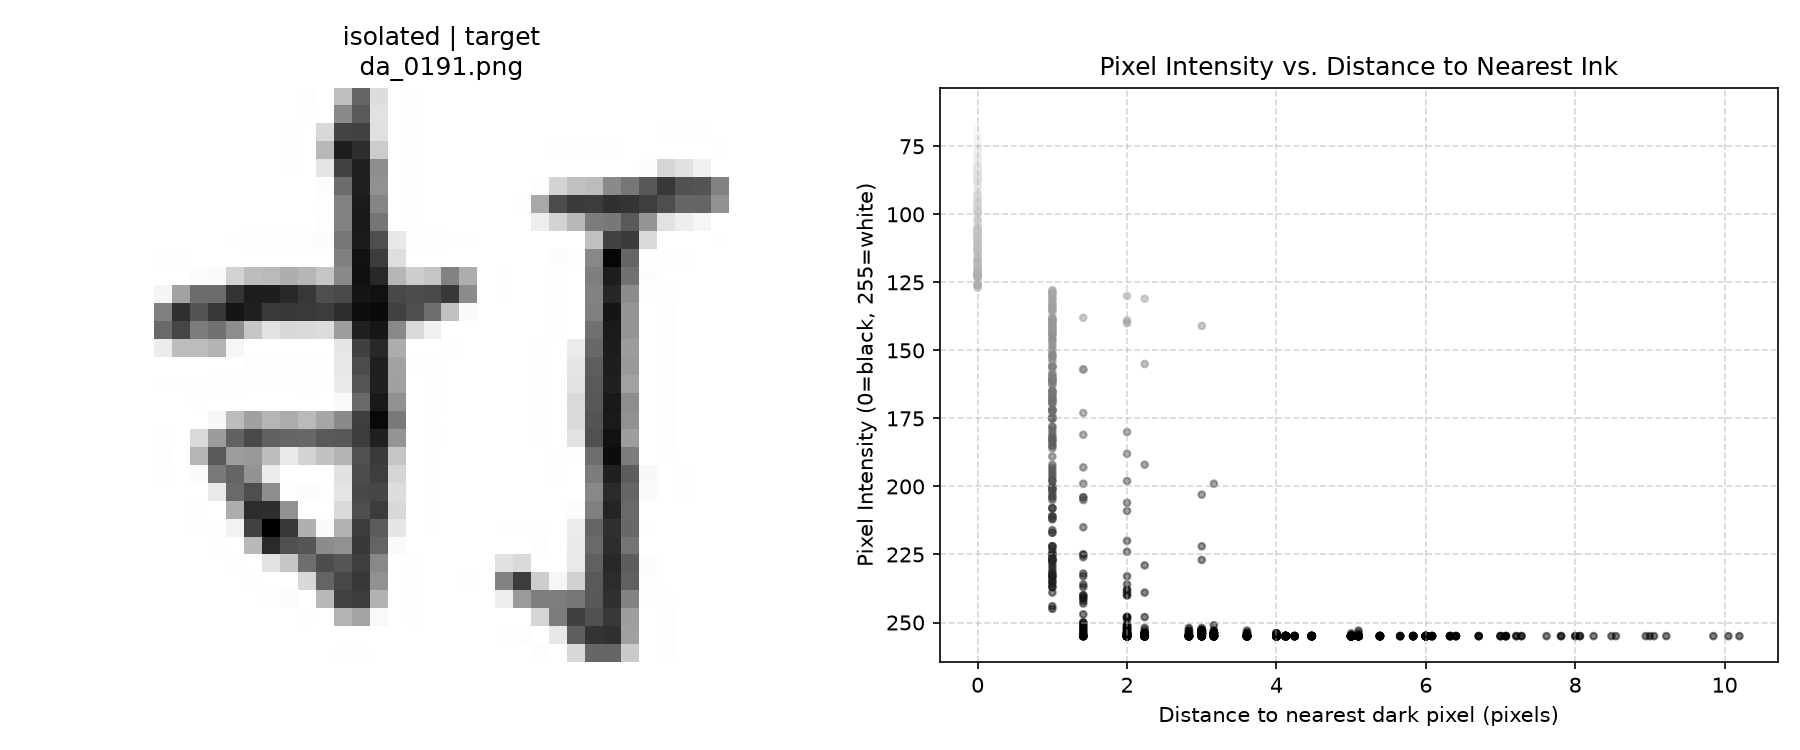 isolated | target
da_0191.png
打
Pixel Intensity vs. Distance to Nearest Ink
Pixel Intensity (0=black, 255=white)
75
100
125
150
175
200
225
250
0 2 4 6 8 10
Distance to nearest dark pixel (pixels)